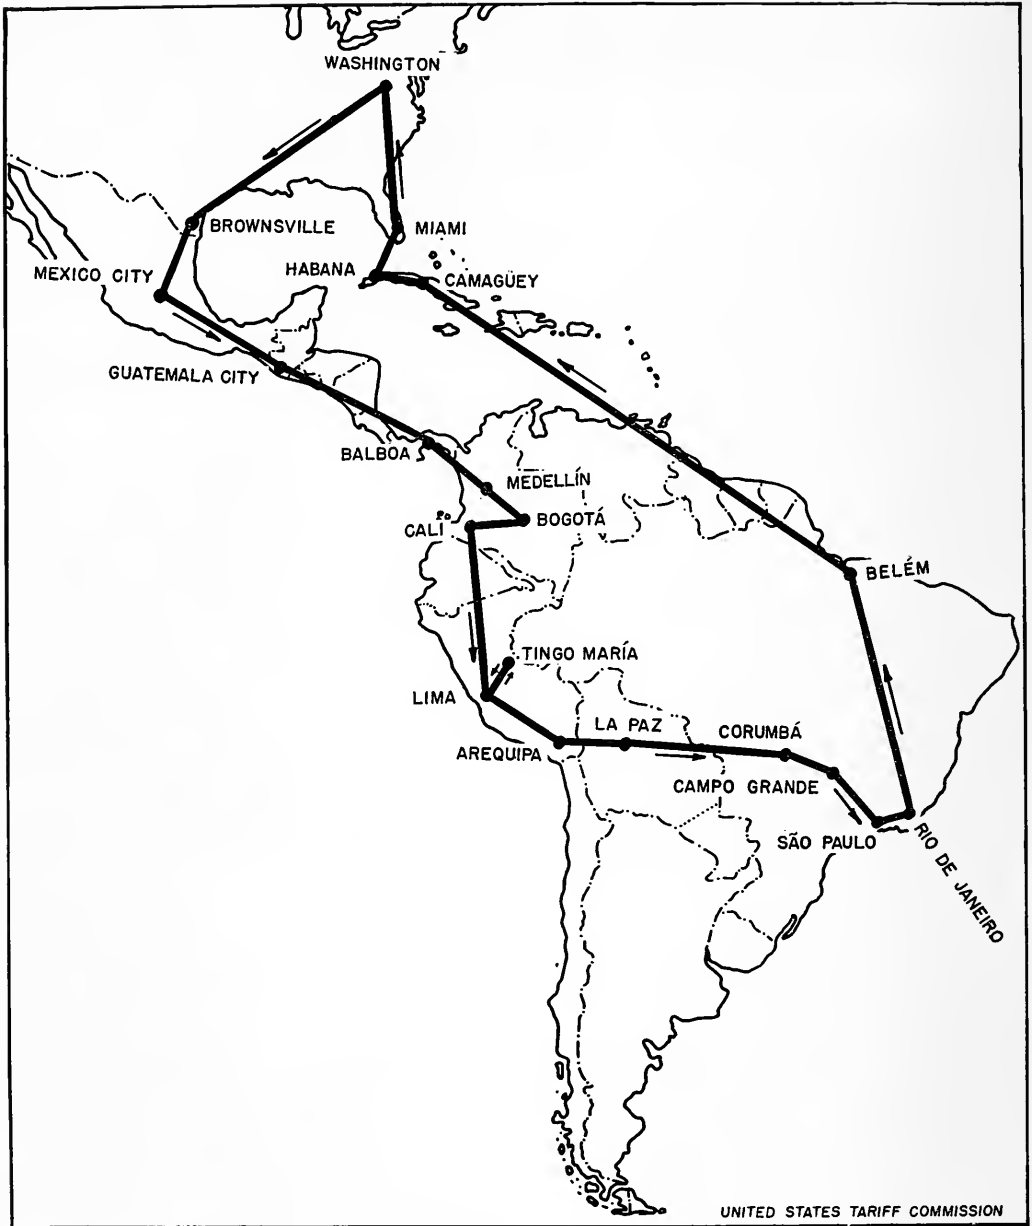 WASHINGTON
BROWNSVILLE
MIAMI
MEXICO CITY
HABANA
CAMAGÜEY
GUATEMALA CITY
BALBOA
MEDELLÍN
BOGOTÁ
CALI
BELÉM
TINGO MARÍA
LIMA
LA PAZ
CORUMBÁ
AREQUIPA
CAMPO GRANDE
SÃO PAULO
RIO DE JANEIRO
UNITED STATES TARIFF COMMISSION